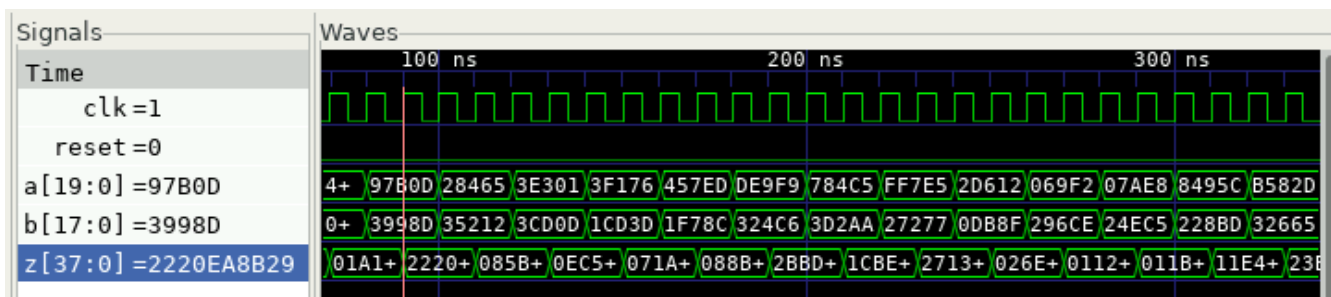 Signals Waves
100 ns 200 ns 300 ns
Time
clk=1
reset=0
a[19:0]=97B0D 4+ 97B0D 28465 3E301 3F176 457ED DE9F9 784C5 FF7E5 2D612 069F2 07AE8 8495C B582D
b[17:0]=3998D 0+ 3998D 35212 3CD0D 1CD3D 1F78C 324C6 3D2AA 27277 0DB8F 296CE 24EC5 228BD 32665
z[37:0]=2220EA8B29 01A1+ 2220+ 085B+ 0EC5+ 071A+ 088B+ 2BBD+ 1CBE+ 2713+ 026E+ 0112+ 011B+ 11E4+